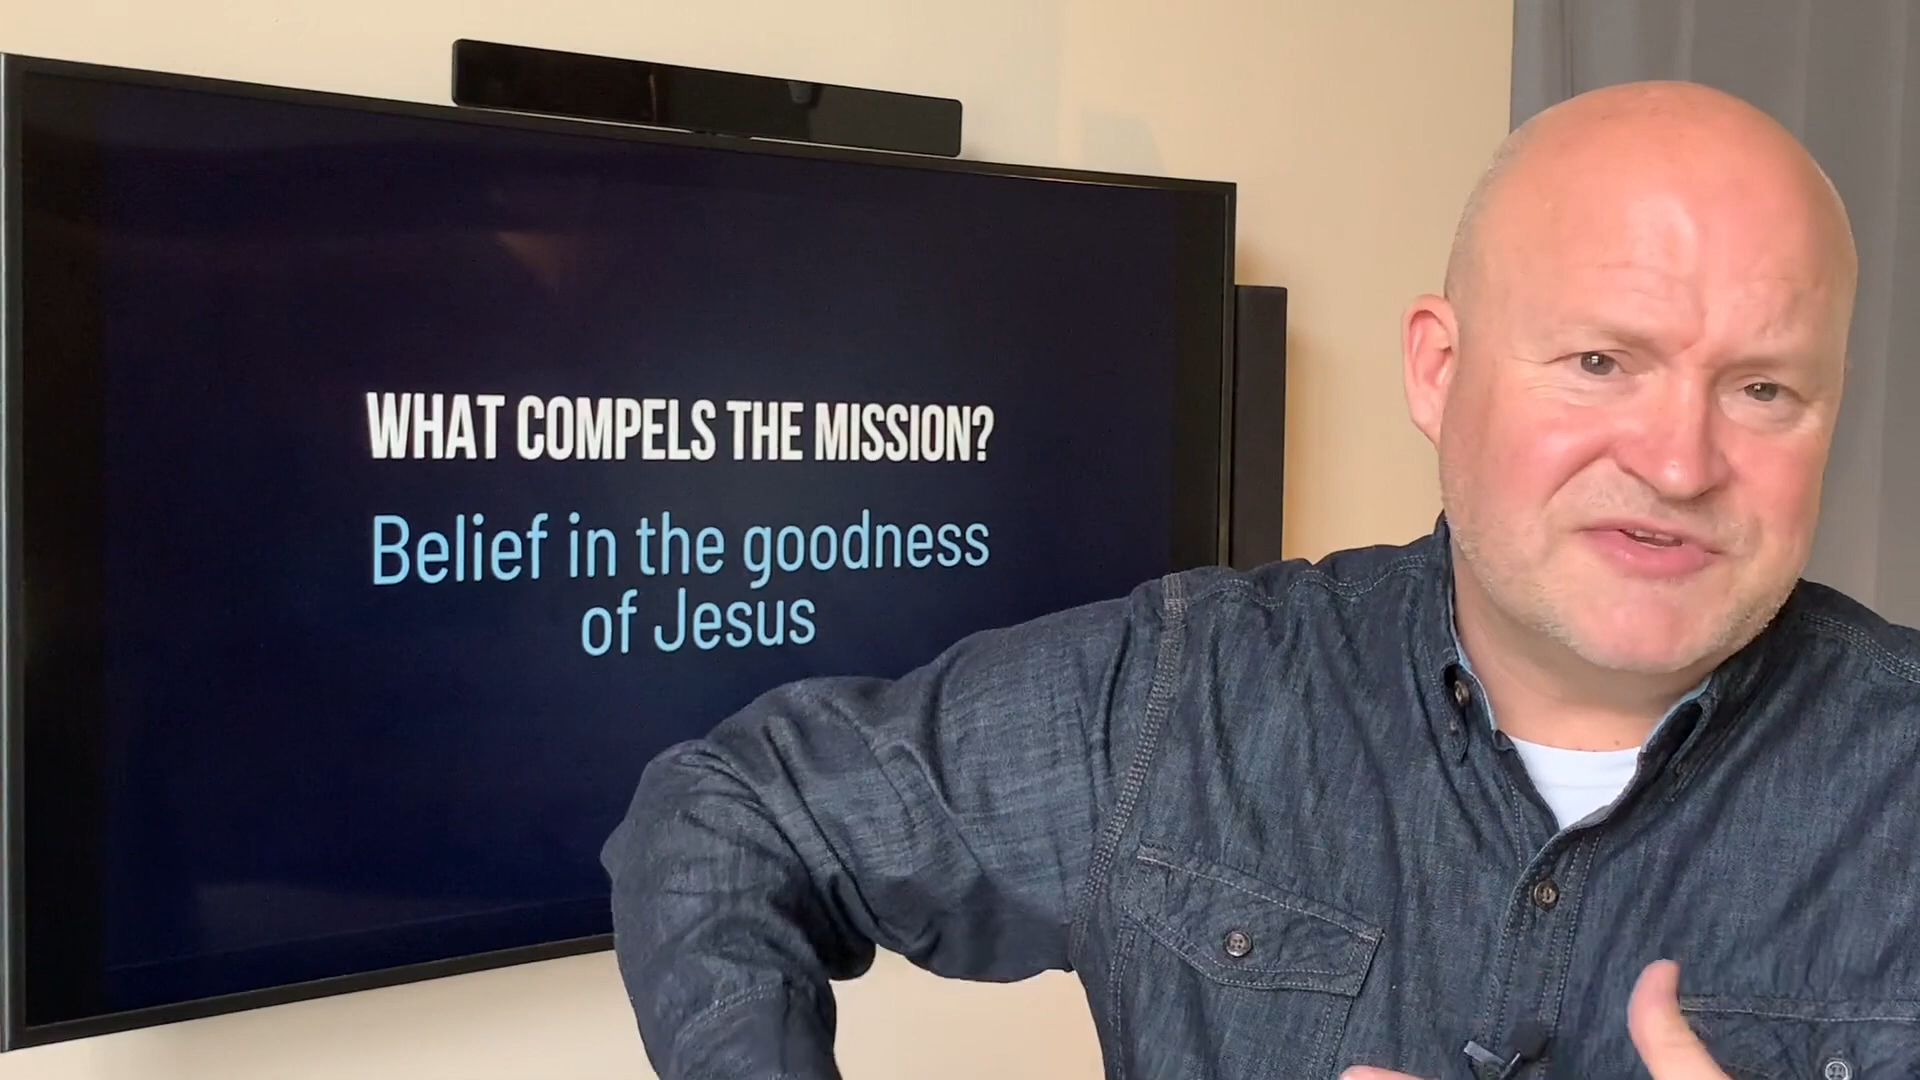 WHAT COMPELS THE MISSION?
Belief in the goodness
of Jesus